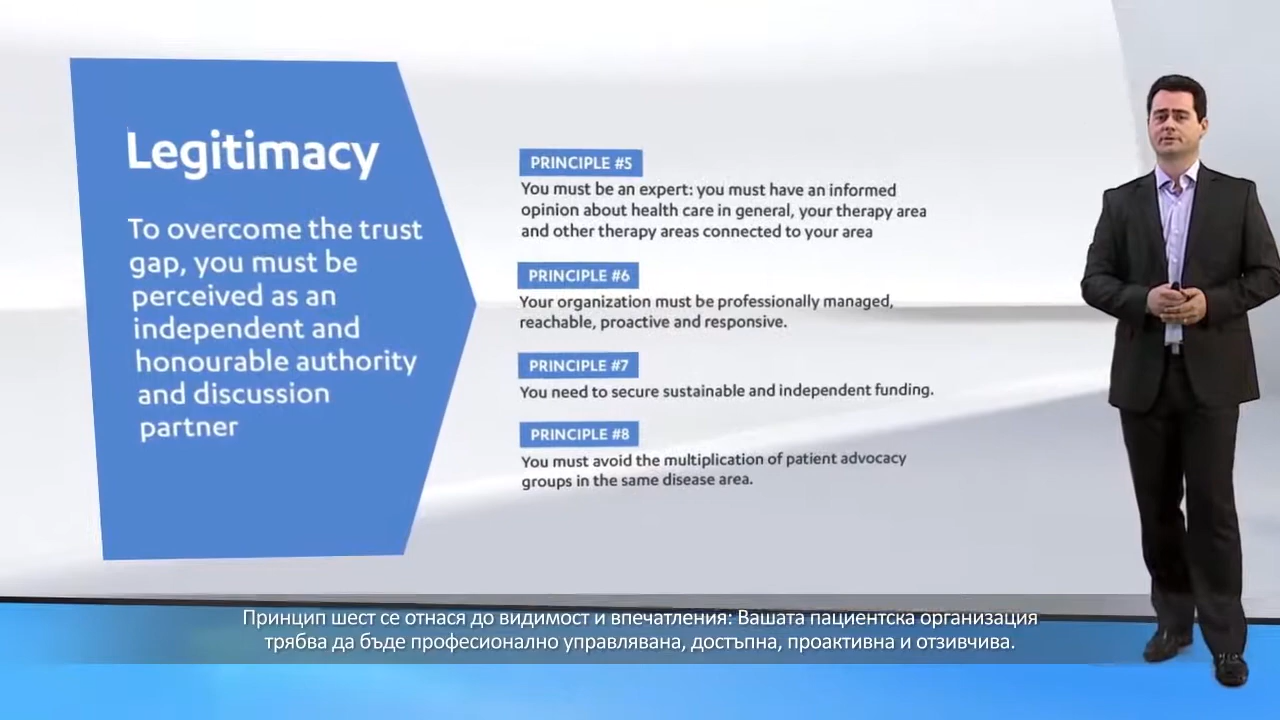 Legitimacy
To overcome the trust
gap, you must be
perceived as an
independent and
honourable authority
and discussion
partner
PRINCIPLE #5
You must be an expert: you must have an informed
opinion about health care in general, your therapy area
and other therapy areas connected to your area
PRINCIPLE #6
Your organization must be professionally managed,
reachable, proactive and responsive.
PRINCIPLE #7
You need to secure sustainable and independent funding.
PRINCIPLE #8
You must avoid the multiplication of patient advocacy
groups in the same disease area.
Принцип шест се отнася до видимост и впечатления: Вашата пациентска организация
трябва да бъде професионално управлявана, достъпна, проактивна и отзивчива.